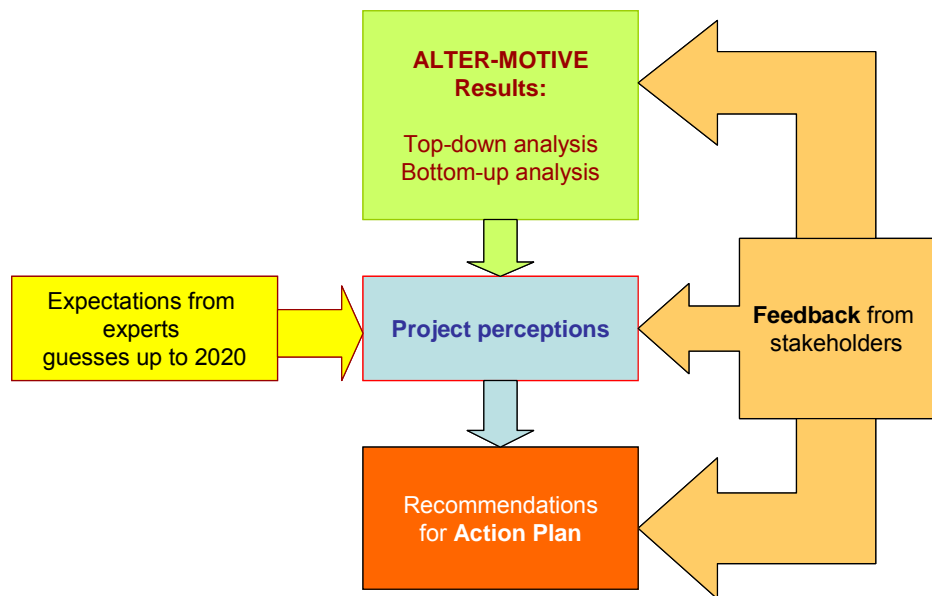 ALTER-MOTIVE
Results:
Top-down analysis
Bottom-up analysis
Expectations from
experts
guesses up to 2020
Project perceptions
Feedback from
stakeholders
Recommendations
for Action Plan